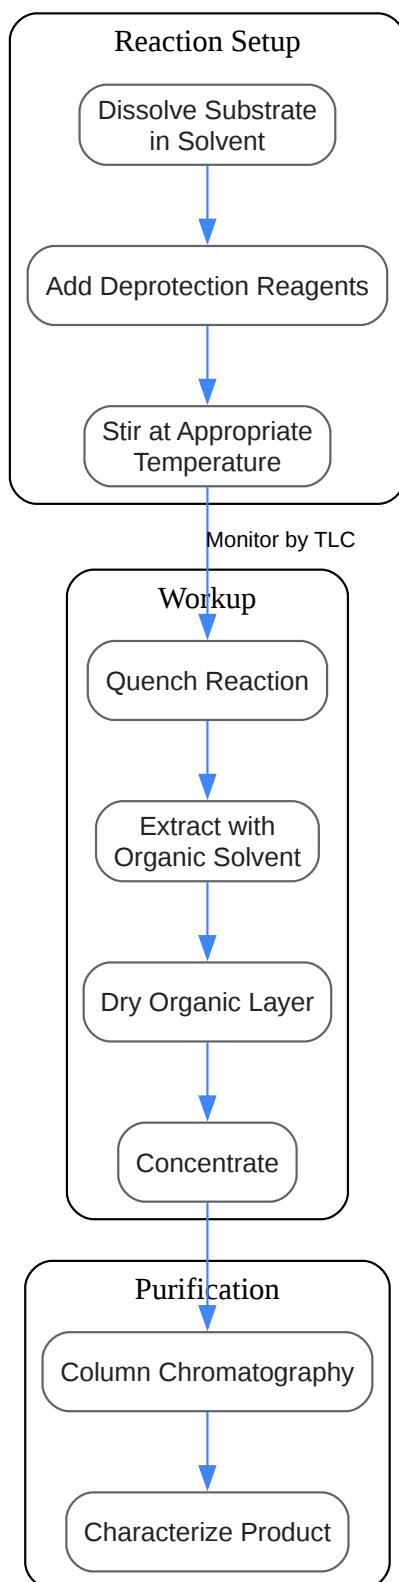 Reaction Setup
Dissolve Substrate
in Solvent
Add Deprotection Reagents
Stir at Appropriate
Temperature
Monitor by TLC
Workup
Quench Reaction
Extract with
Organic Solvent
Dry Organic Layer
Concentrate
Purification
Column Chromatography
Characterize Product